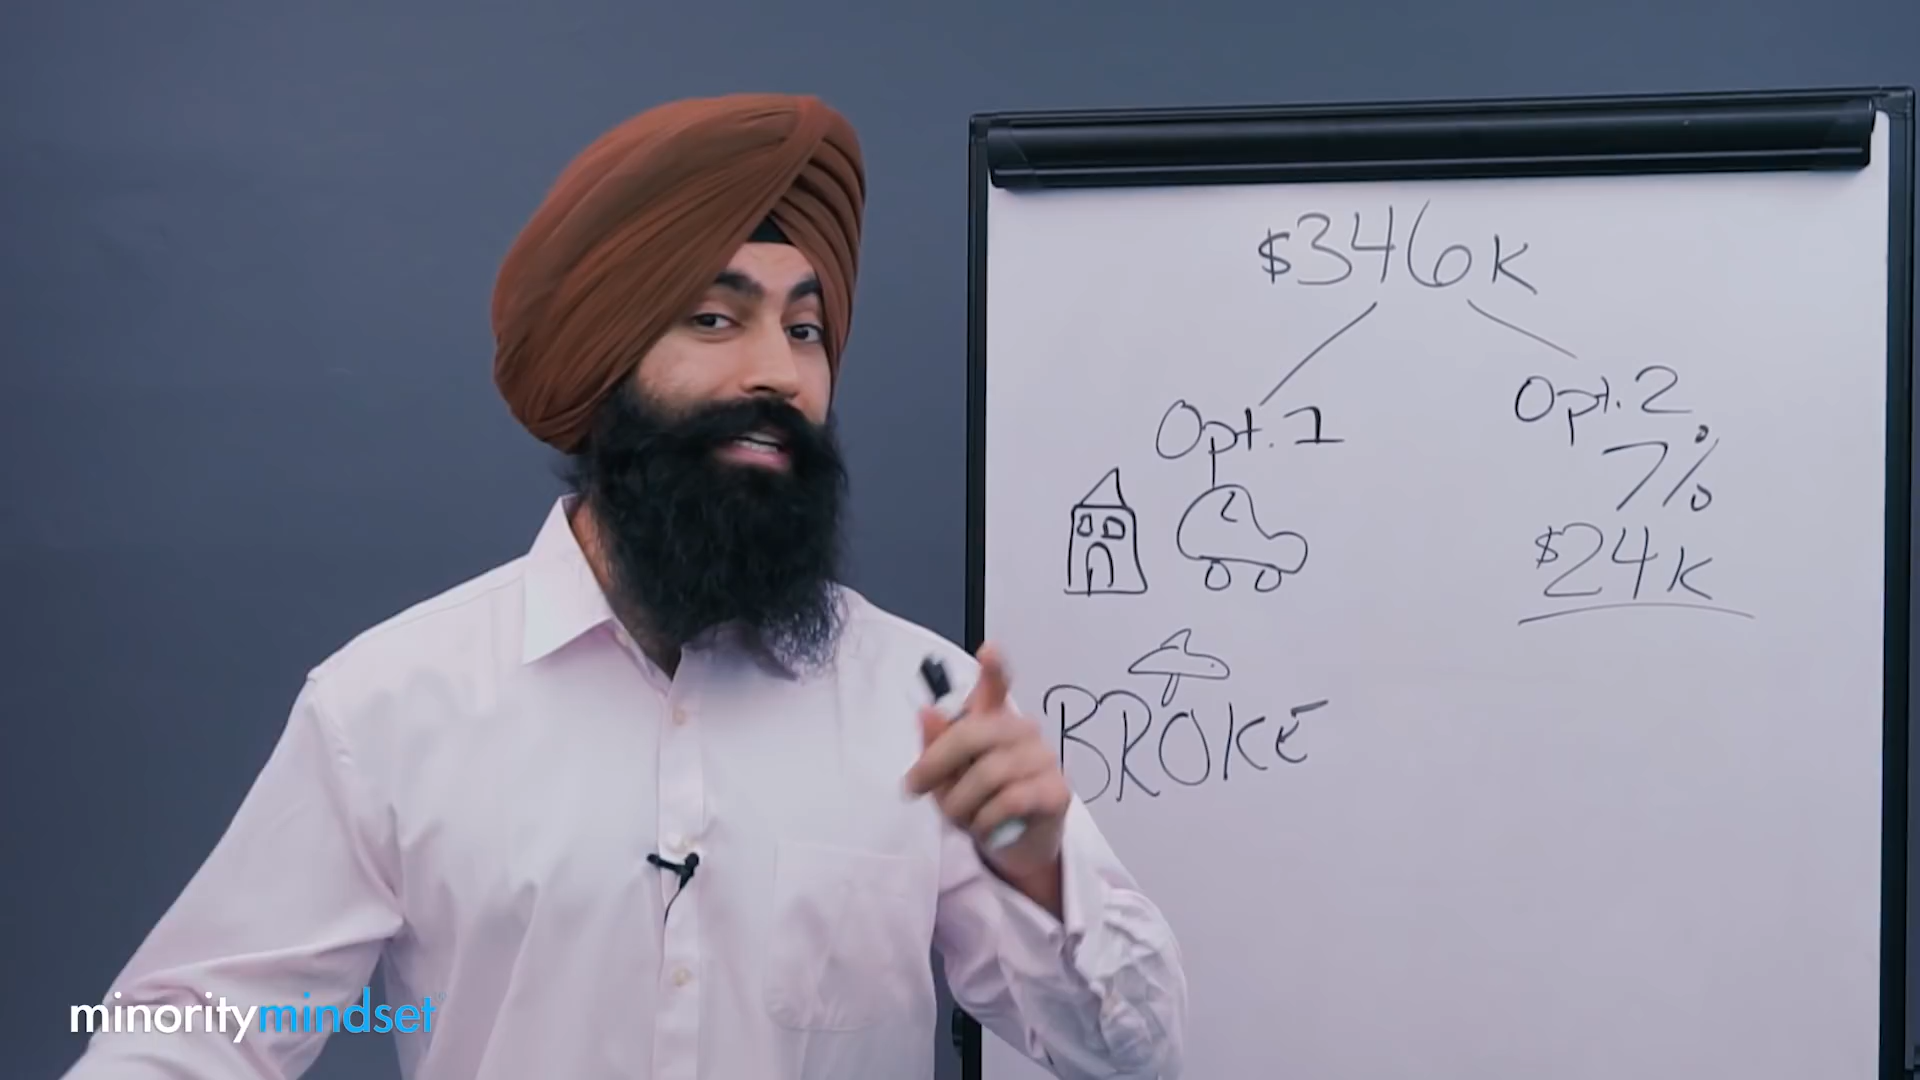 $346K
Opt. 1
Opt. 2
7%
$24K
BROKE
minoritymindset